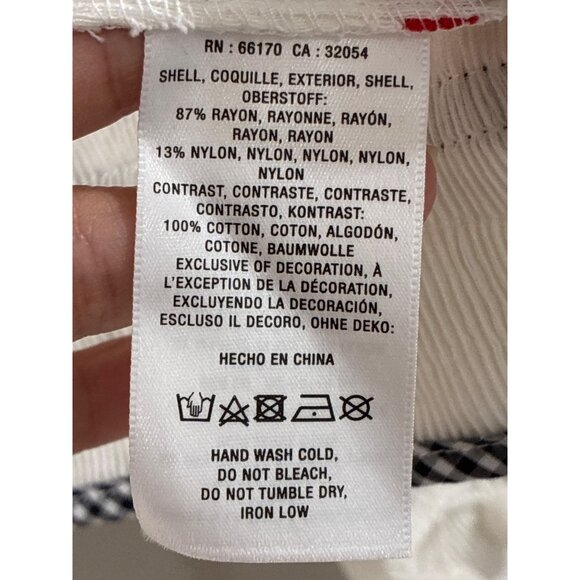 RN : 66170 CA : 32054
SHELL, COQUILLE, EXTERIOR, SHELL,
OBERSTOFF:
87% RAYON, RAYONNE, RAYÓN,
RAYON, RAYON
13% NYLON, NYLON, NYLON, NYLON,
NYLON
CONTRAST, CONTRASTE, CONTRASTE,
CONTRASTO, KONTRAST:
100% COTTON, COTON, ALGODÓN,
COTONE, BAUMWOLLE
EXCLUSIVE OF DECORATION, À
L'EXCEPTION DE LA DÉCORATION,
EXCLUYENDO LA DECORACIÓN,
ESCLUSO IL DECORO, OHNE DEKO:
HECHO EN CHINA
HAND WASH COLD,
DO NOT BLEACH,
DO NOT TUMBLE DRY,
IRON LOW